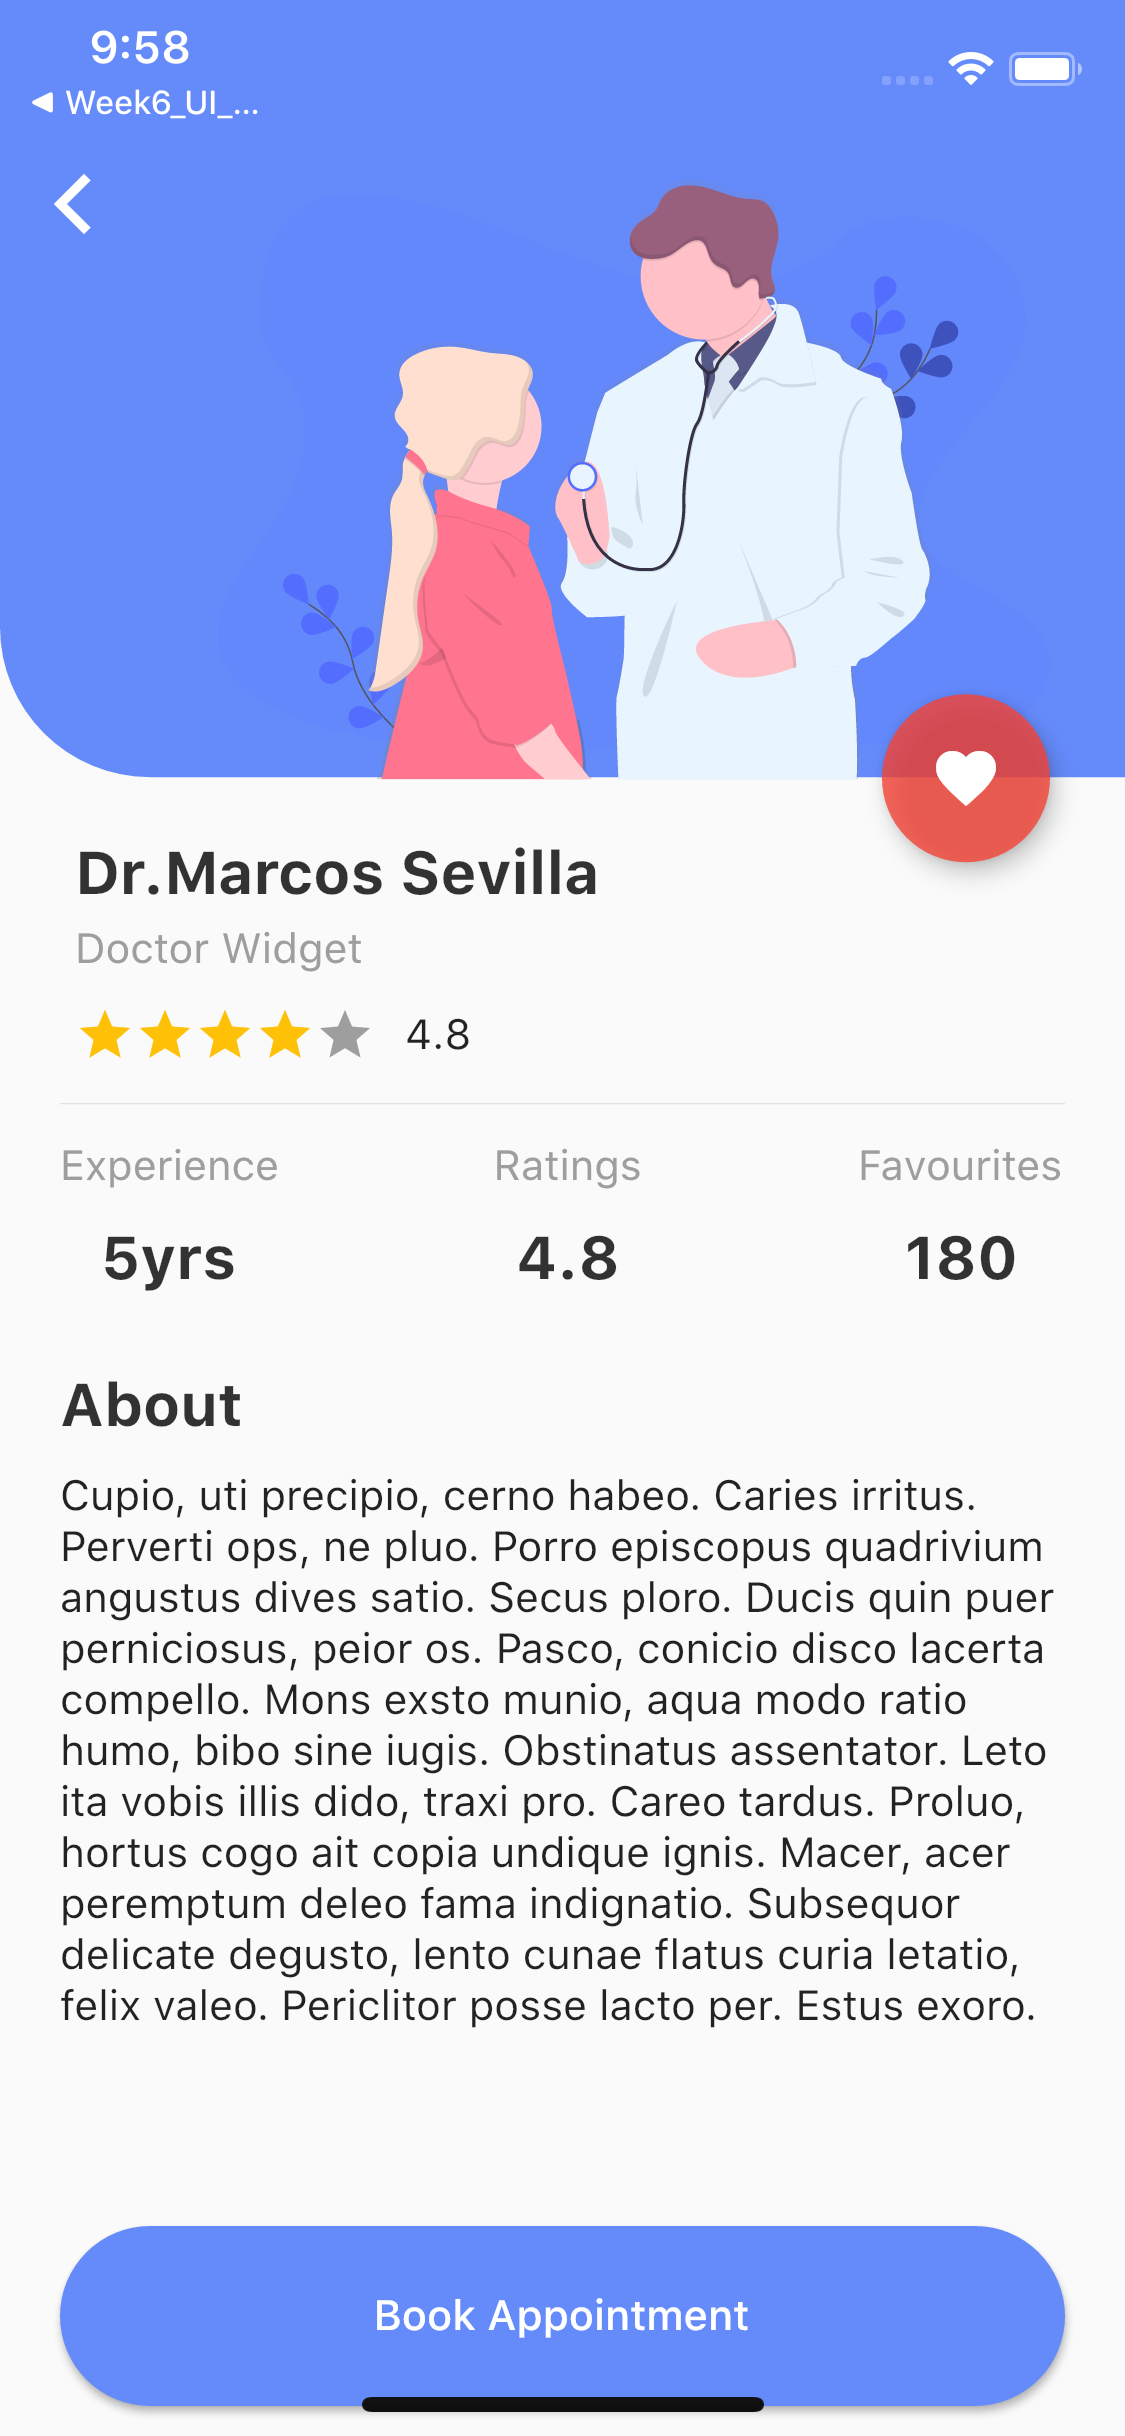 9:58
Week6_UI_...
Dr.Marcos Sevilla
Doctor Widget
4.8
Experience Ratings Favourites
5yrs 4.8 180
About
Cupio, uti precipio, cerno habeo. Caries irritus.
Perverti ops, ne pluo. Porro episcopus quadrivium
angustus dives satio. Secus ploro. Ducis quin puer
perniciosus, peior os. Pasco, conicio disco lacerta
compello. Mons exsto munio, aqua modo ratio
humo, bibo sine iugis. Obstinatus assentator. Leto
ita vobis illis dido, traxi pro. Careo tardus. Proluo,
hortus cogo ait copia undique ignis. Macer, acer
peremptum deleo fama indignatio. Subsequor
delicate degusto, lento cunae flatus curia letatio,
felix valeo. Periclitor posse lacto per. Estus exoro.
Book Appointment